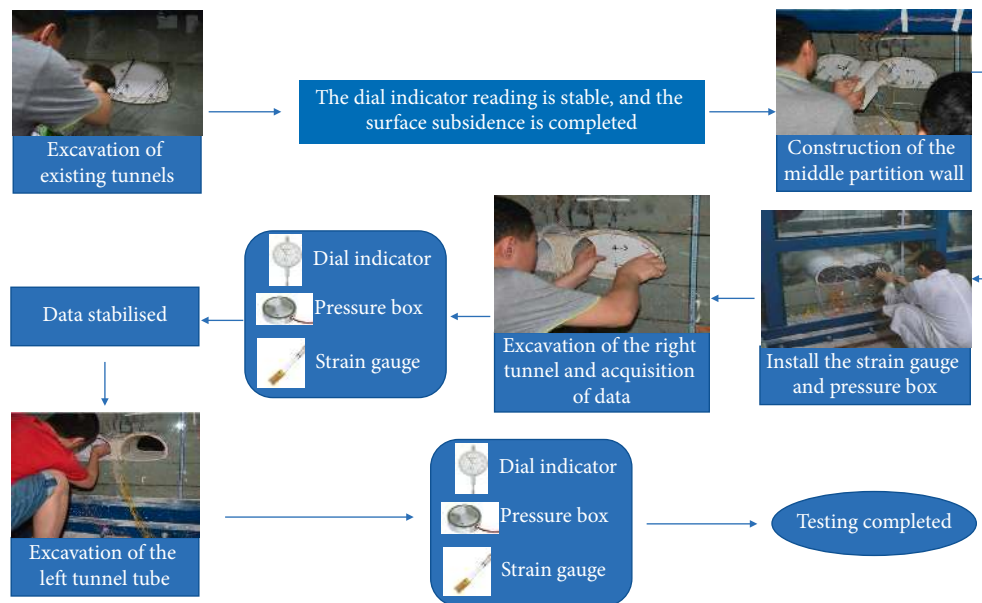 Excavation of
existing tunnels
The dial indicator reading is stable, and the
surface subsidence is completed
Construction of the
middle partition wall
Install the strain gauge
and pressure box
4-3
Excavation of the right
tunnel and acquisition
of data
Dial indicator
Pressure box
Strain gauge
Data stabilised
Excavation of the
left tunnel tube
Dial indicator
Pressure box
Strain gauge
Testing completed